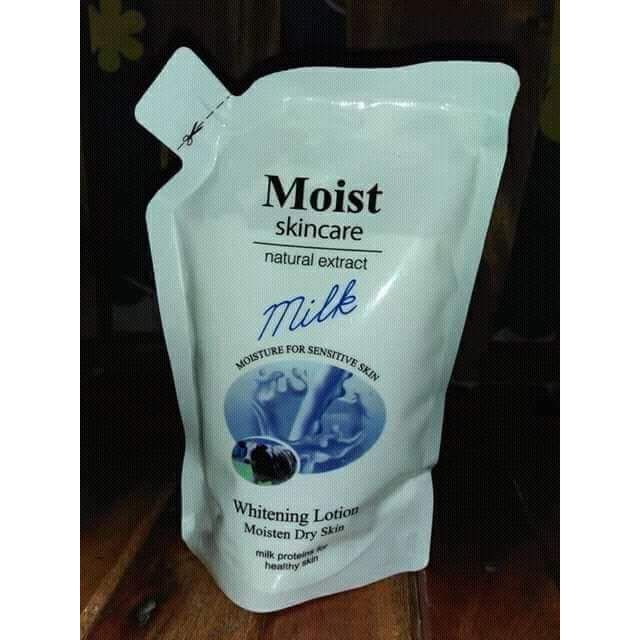 Moist
skincare
natural extract
milk
MOISTURE FOR SENSITIVE SKIN
Whitening Lotion
Moisten Dry Skin
milk proteins for
healthy skin